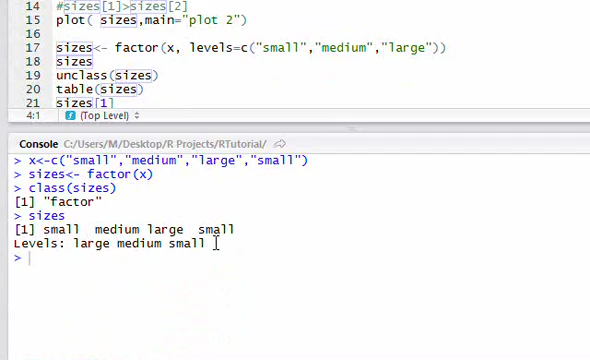 14 #sizes[1]>sizes[2]
15 plot( sizes,main="plot 2")
16
17 sizes<- factor(x, levels=c("small","medium","large"))
18 sizes
19 unclass(sizes)
20 table(sizes)
21 sizes[1]
4:1 (Top Level)
Console C:/Users/M/Desktop/R Projects/RTutorial/
> x<-c("small","medium","large","small")
> sizes<- factor(x)
> class(sizes)
[1] "factor"
> sizes
[1] small  medium large  small
Levels: large medium small
>